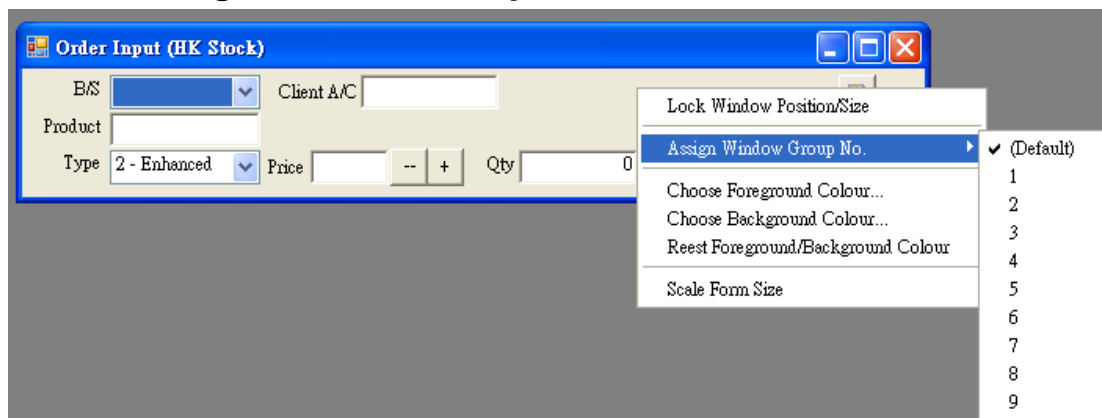 Order Input (HK Stock)
B/S Client A/C
Product
Type 2 - Enhanced Price -- + Qty 0
Lock Window Position/Size
Assign Window Group No.
Choose Foreground Colour...
Choose Background Colour...
Reest Foreground/Background Colour
Scale Form Size
(Default)
1
2
3
4
5
6
7
8
9